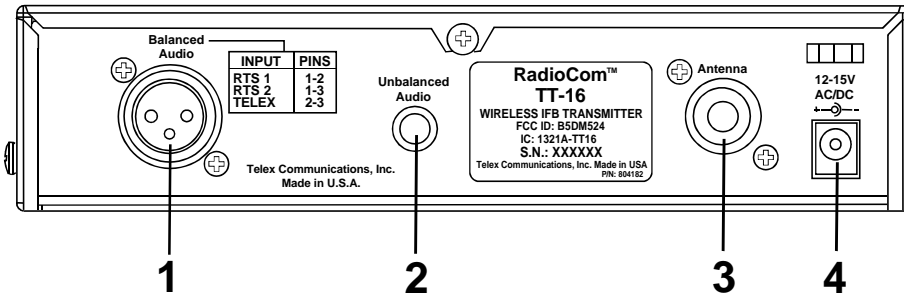 Balanced
Audio
INPUT PINS
RTS 1 1-2
RTS 2 1-3
TELEX 2-3
Unbalanced
Audio
Telex Communications, Inc.
Made in U.S.A.
RadioCom™
TT-16
WIRELESS IFB TRANSMITTER
FCC ID: B5DM524
IC: 1321A-TT16
S.N.: XXXXXX
Telex Communications, Inc. Made in USA
P/N: 804182
Antenna
12-15V
AC/DC
+ -
1 2 3 4